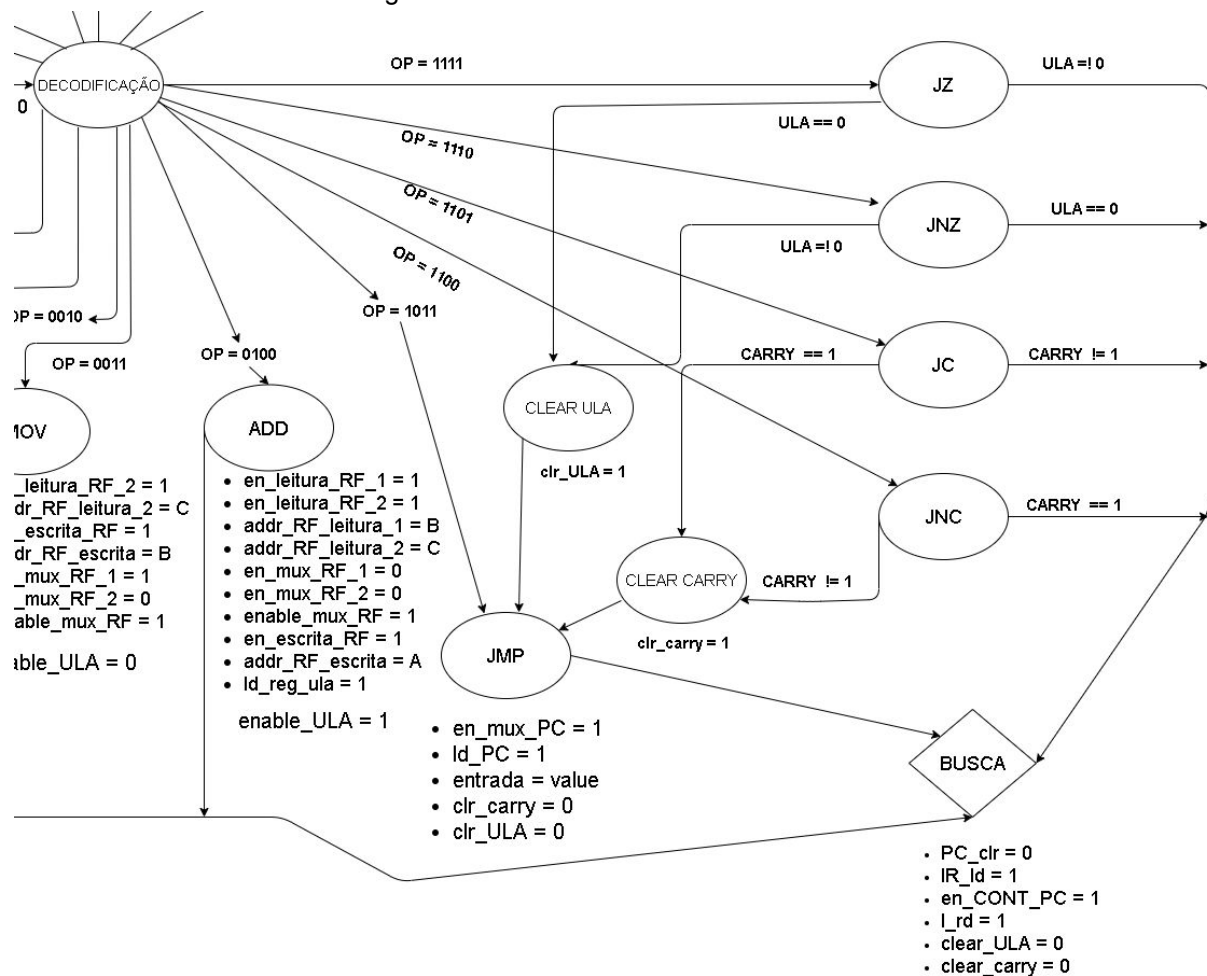 DECODIFICAÇÃO
0
OP = 1111
JZ
ULA =! 0
ULA == 0
OP = 1110
JNZ
ULA == 0
ULA =! 0
OP = 1101
OP = 1100
OP = 0010
OP = 1011
OP = 0011
OP = 0100
CARRY == 1
JC
CARRY != 1
CLEAR ULA
clr_ULA = 1
MOV
_leitura_RF_2 = 1
dr_RF_leitura_2 = C
_escrita_RF = 1
dr_RF_escrita = B
_mux_RF_1 = 1
_mux_RF_2 = 0
able_mux_RF = 1
able_ULA = 0
ADD
• en_leitura_RF_1 = 1
• en_leitura_RF_2 = 1
• addr_RF_leitura_1 = B
• addr_RF_leitura_2 = C
• en_mux_RF_1 = 0
• en_mux_RF_2 = 0
• enable_mux_RF = 1
• en_escrita_RF = 1
• addr_RF_escrita = A
• ld_reg_ula = 1
enable_ULA = 1
JNC
CARRY == 1
CARRY != 1
CLEAR CARRY
clr_carry = 1
JMP
• en_mux_PC = 1
• ld_PC = 1
• entrada = value
• clr_carry = 0
• clr_ULA = 0
BUSCA
• PC_clr = 0
• IR_ld = 1
• en_CONT_PC = 1
• I_rd = 1
• clear_ULA = 0
• clear_carry = 0